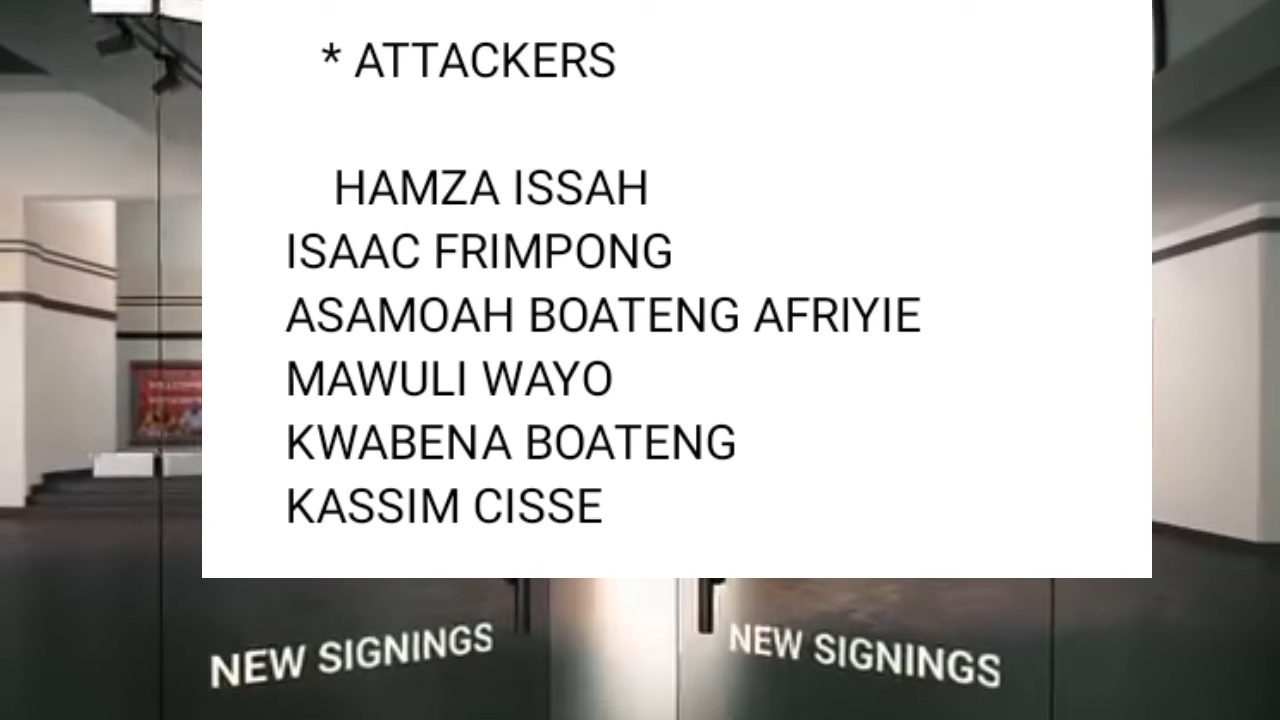 * ATTACKERS
HAMZA ISSAH
ISAAC FRIMPONG
ASAMOAH BOATENG AFRIYIE
MAWULI WAYO
KWABENA BOATENG
KASSIM CISSE
NEW SIGNINGS
NEW SIGNINGS